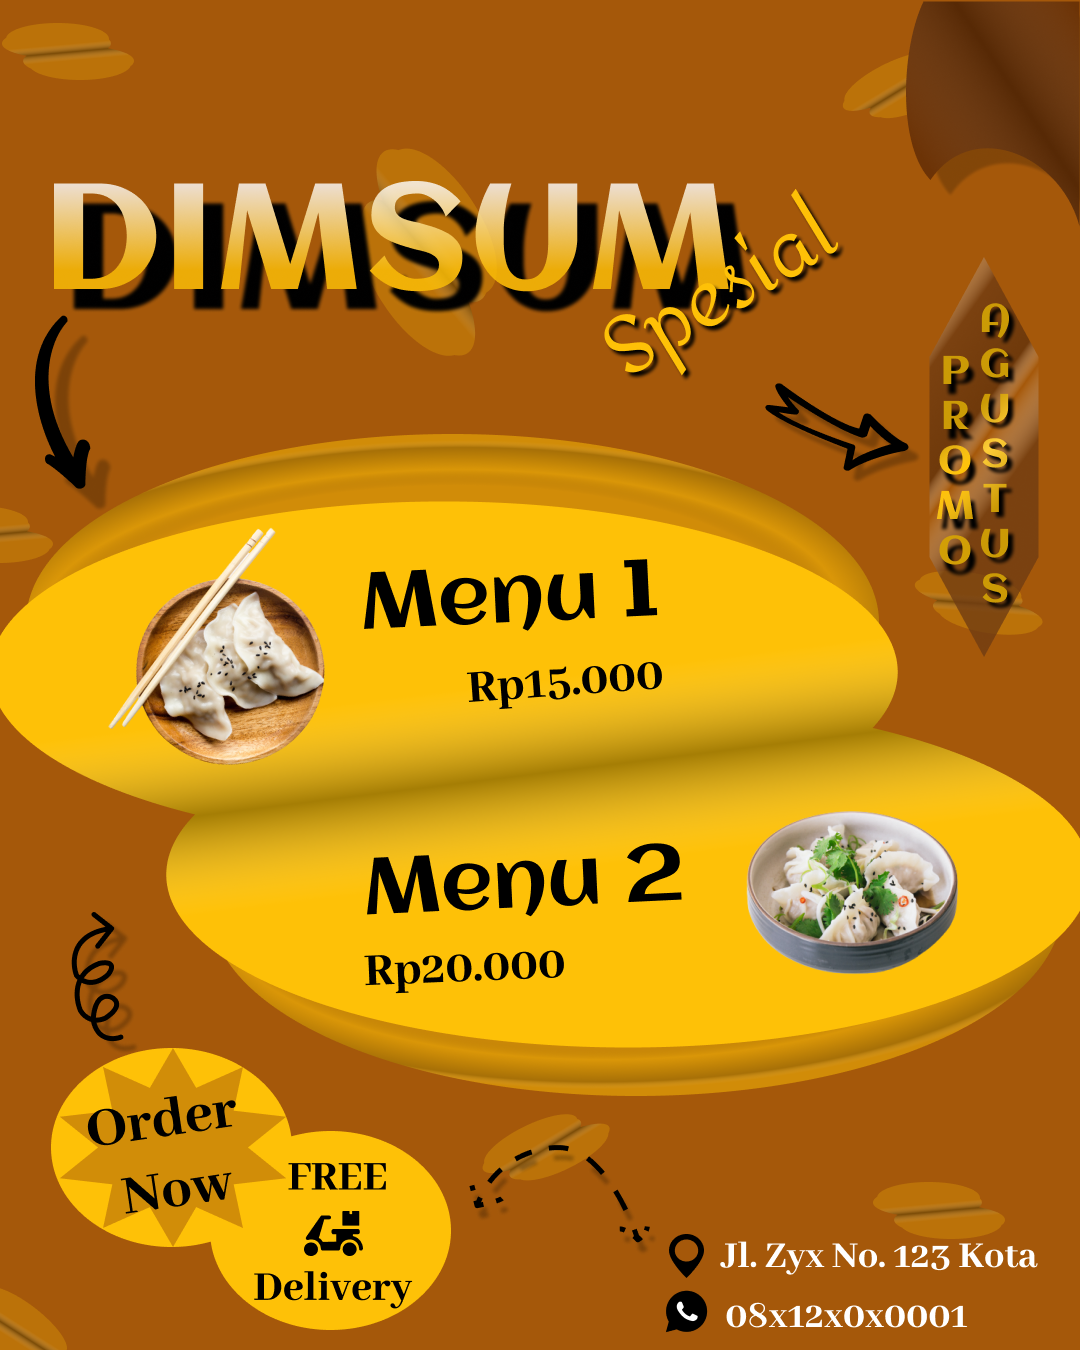 DIMSUM
Spesial
PROMO
AGUSTUS
Menu 1
Rp15.000
Menu 2
Rp20.000
Order
Now
FREE
Delivery
Jl. Zyx No. 123 Kota
08x12x0x0001